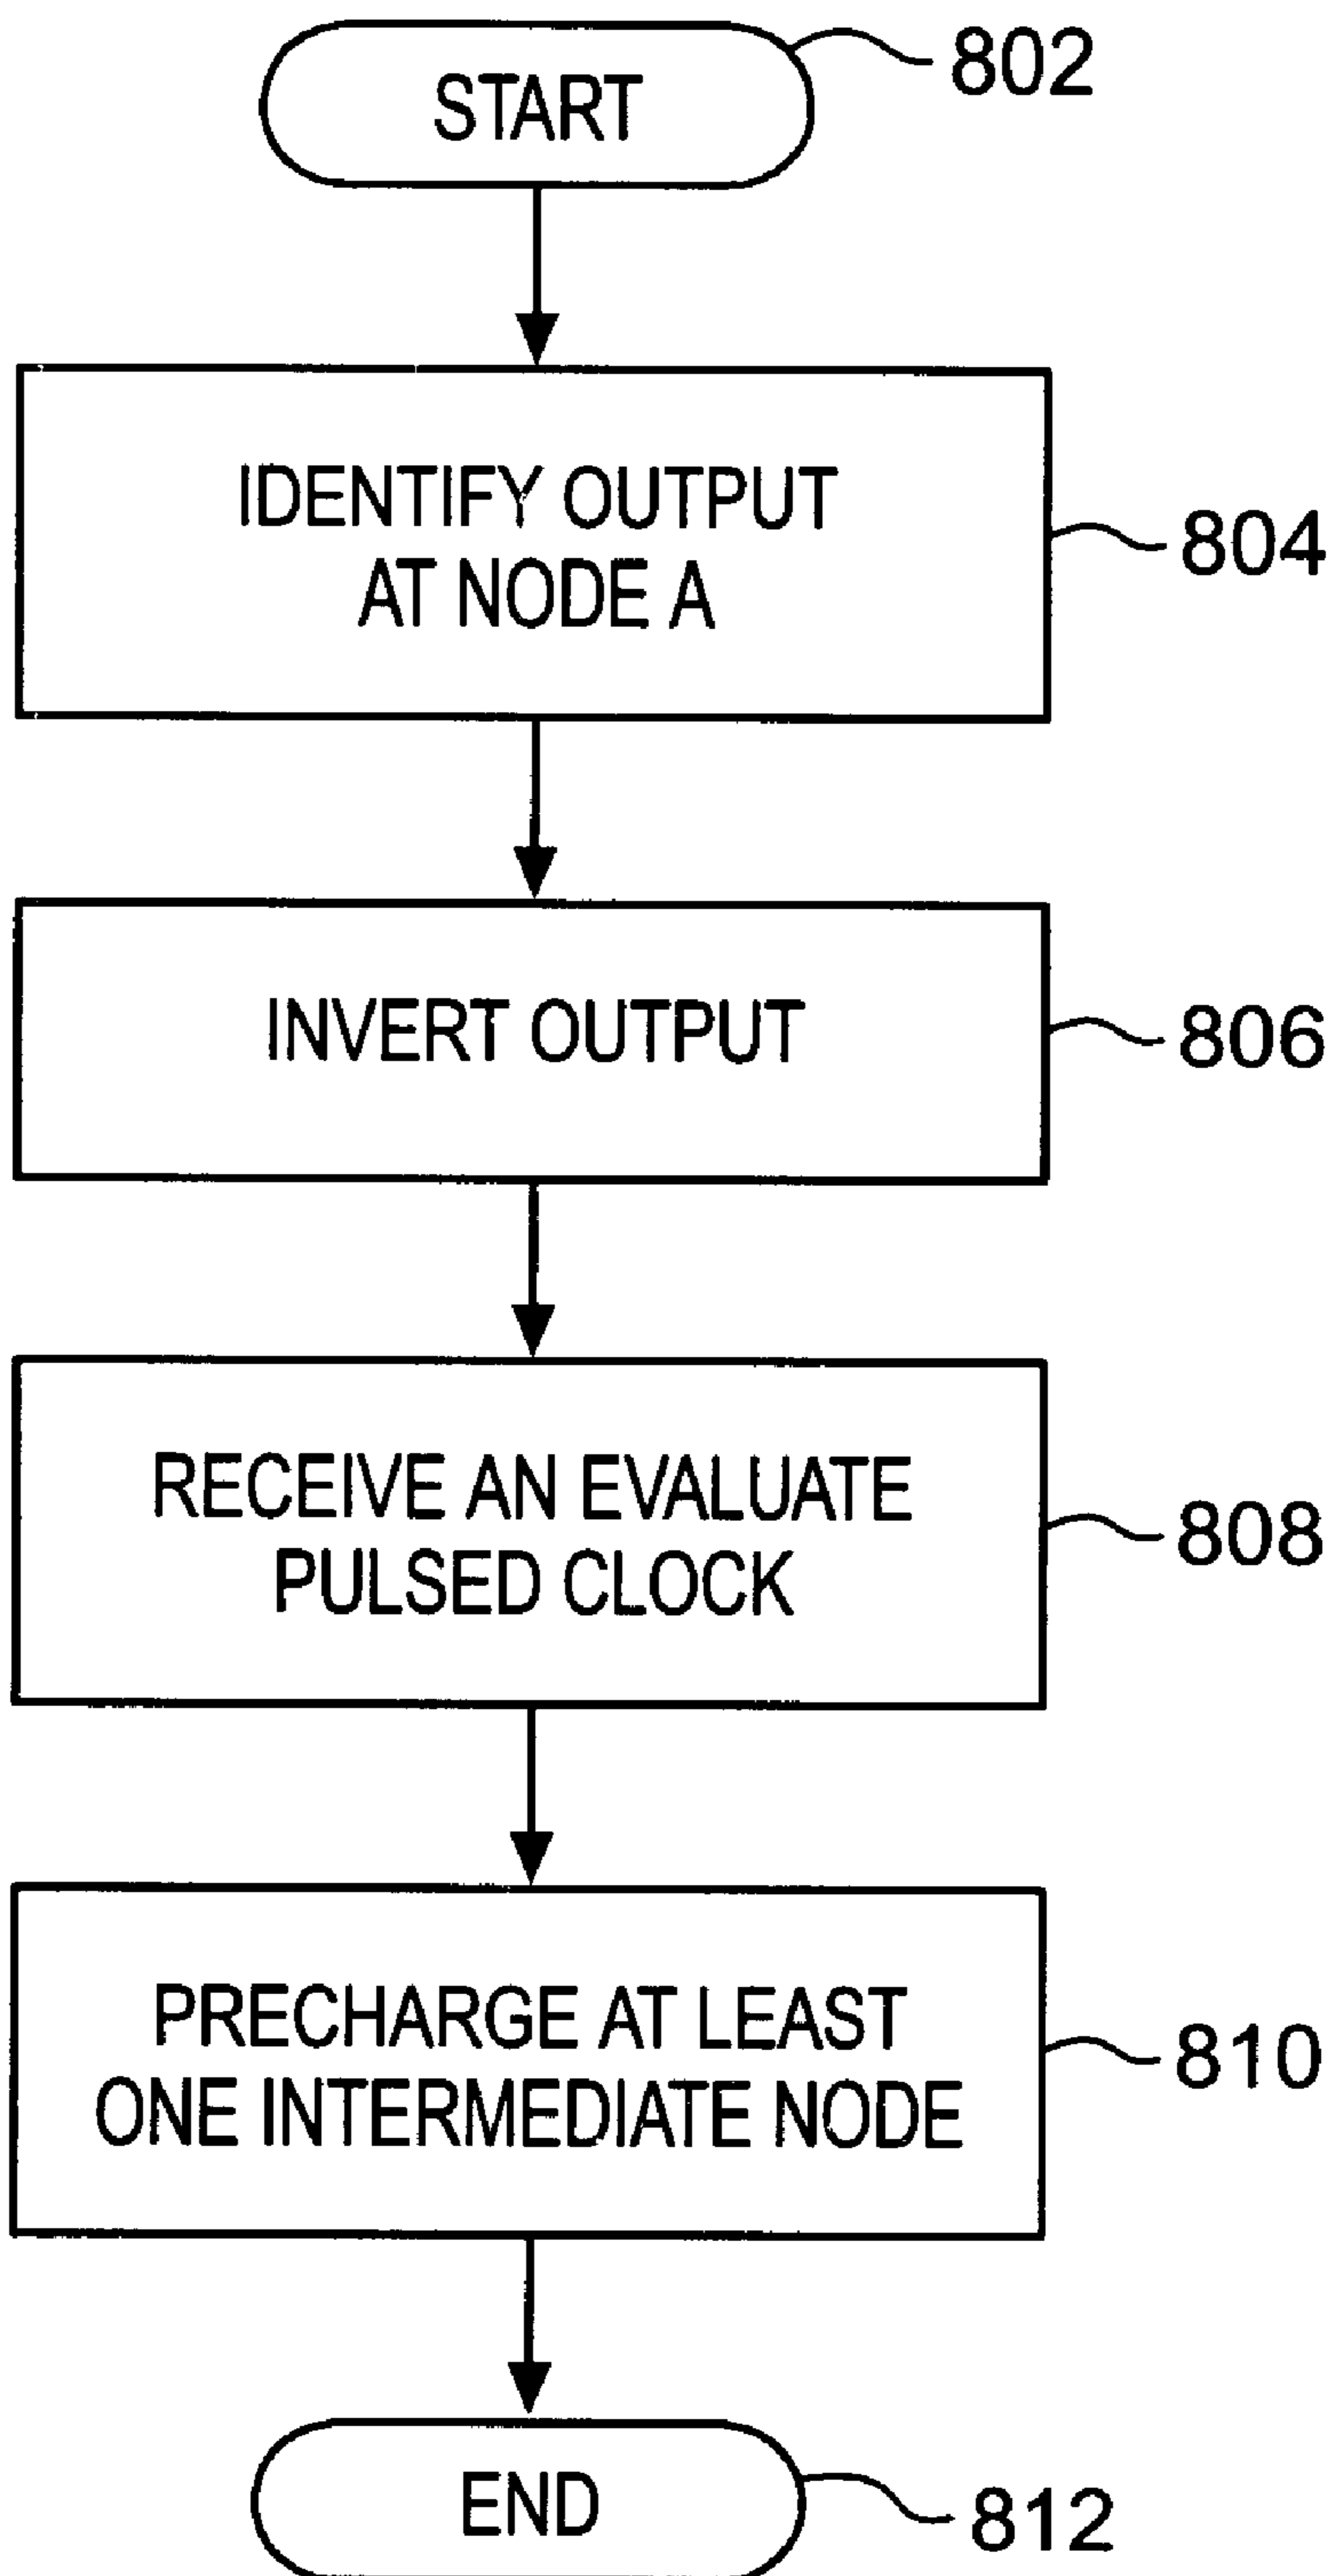 START
802
IDENTIFY OUTPUT
AT NODE A
804
INVERT OUTPUT
806
RECEIVE AN EVALUATE
PULSED CLOCK
808
PRECHARGE AT LEAST
ONE INTERMEDIATE NODE
810
END
812